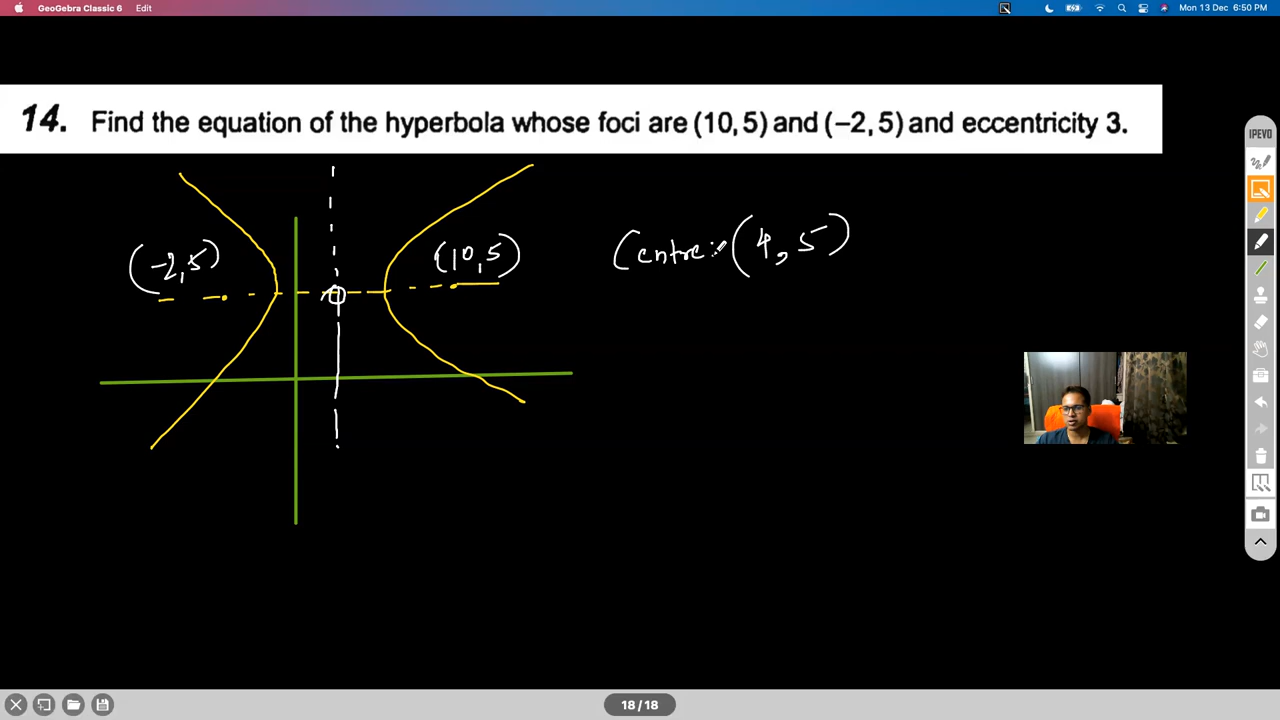 GeoGebra Classic 6 Edit Mon 13 Dec 6:50 PM
14. Find the equation of the hyperbola whose foci are (10, 5) and (−2, 5) and eccentricity 3.
(-2,5) (10,5) Centre: (4, 5)
IPEVO
18 / 18